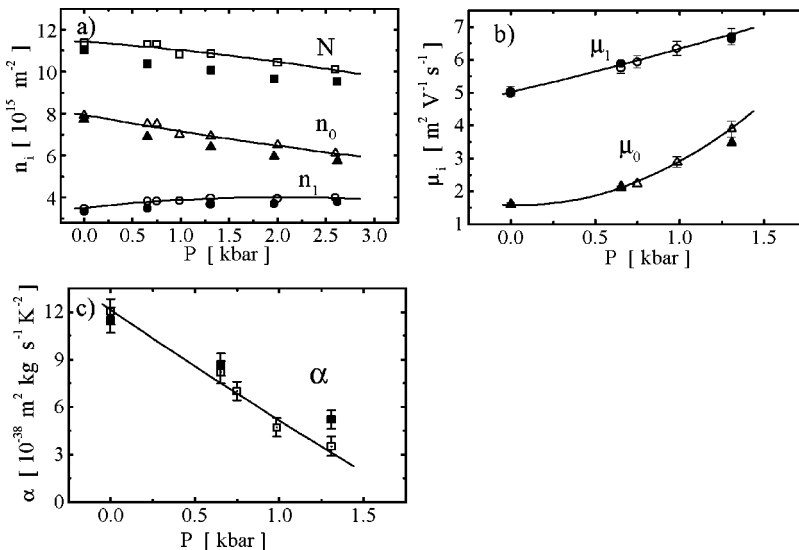 a)
N
n0
n1
n_i [10^15 m^-2]
14
12
10
8
6
4
0.0 0.5 1.0 1.5 2.0 2.5 3.0
P [ kbar]
b)
μ1
μ0
μ_i [ m^2 V^-1 s^-1 ]
7
6
5
4
3
2
1
0.0 0.5 1.0 1.5
P [ kbar]
c)
α
α [ 10^-38 m^2 kg s^-1 K^-2 ]
12
9
6
3
0
0.0 0.5 1.0 1.5
P [ kbar]